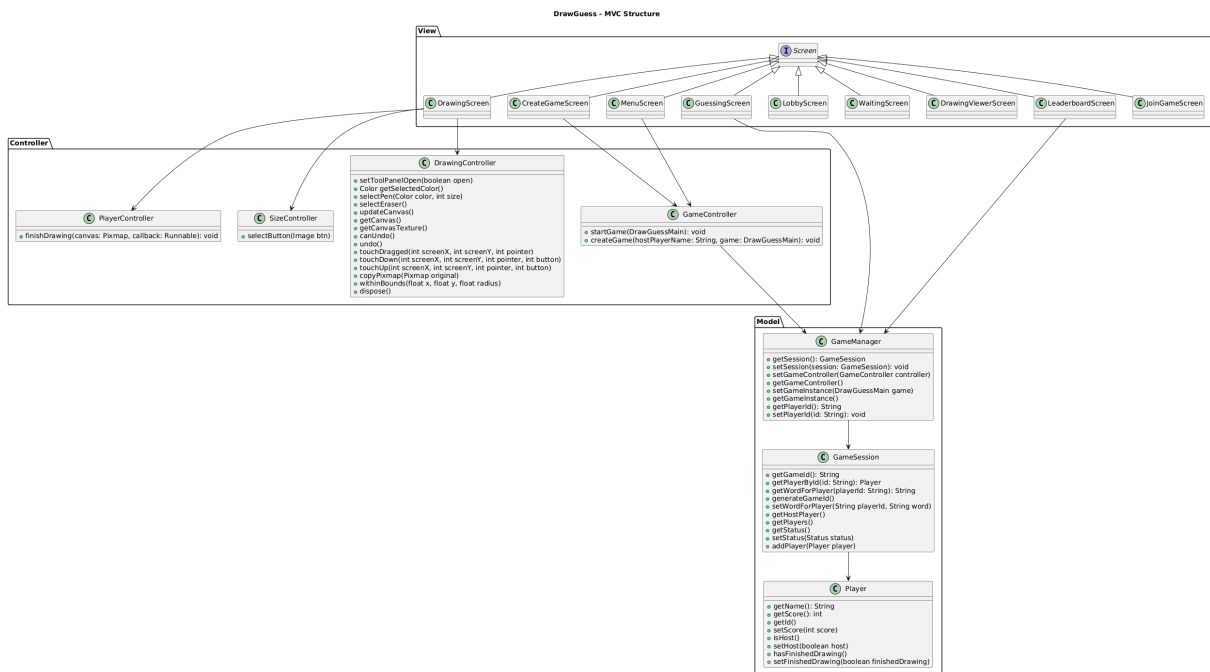 DrawGuess - MVC Structure
View
I Screen
C DrawingScreen
C CreateGameScreen
C MenuScreen
C GuessingScreen
C LobbyScreen
C WaitingScreen
C DrawingViewerScreen
C LeaderboardScreen
C JoinGameScreen
Controller
C PlayerController
finishDrawing(canvas: Pixmap, callback: Runnable): void
C SizeController
selectButton(Image btn)
C DrawingController
setToolPanelOpen(boolean open)
Color getSelectedColor()
selectPen(Color color, int size)
selectEraser()
updateCanvas()
getCanvas()
getCanvasTexture()
canUndo()
undo()
touchDragged(int screenX, int screenY, int pointer)
touchDown(int screenX, int screenY, int pointer, int button)
touchUp(int screenX, int screenY, int pointer, int button)
copyPixmap(Pixmap original)
withinBounds(float x, float y, float radius)
dispose()
C GameController
startGame(DrawGuessMain): void
createGame(hostPlayerName: String, game: DrawGuessMain): void
Model
C GameManager
getSession(): GameSession
setSession(session: GameSession): void
setGameController(GameController controller)
getGameController()
setGameInstance(DrawGuessMain game)
getGameInstance()
getPlayerId(): String
setPlayerId(id: String): void
C GameSession
getGameId(): String
getPlayerById(id: String): Player
getWordForPlayer(playerId: String): String
generateGameId()
setWordForPlayer(String playerId, String word)
getHostPlayer()
getPlayers()
getStatus()
setStatus(Status status)
addPlayer(Player player)
C Player
getName(): String
getScore(): int
getId()
setScore(int score)
isHost()
setHost(boolean host)
hasFinishedDrawing()
setFinishedDrawing(boolean finishedDrawing)